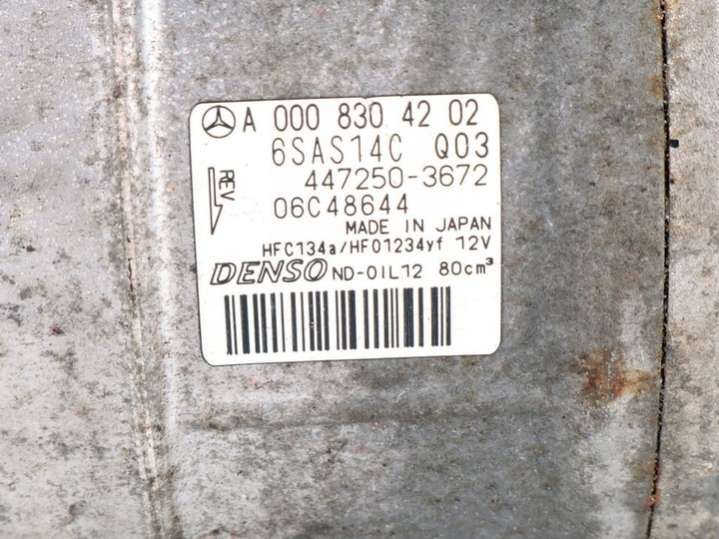 A 000 830 42 02
6SAS14C Q03
REV
447250-3672
06C48644
MADE IN JAPAN
HFC134a/HFO1234yf 12V
DENSO ND-OIL12 80cm³